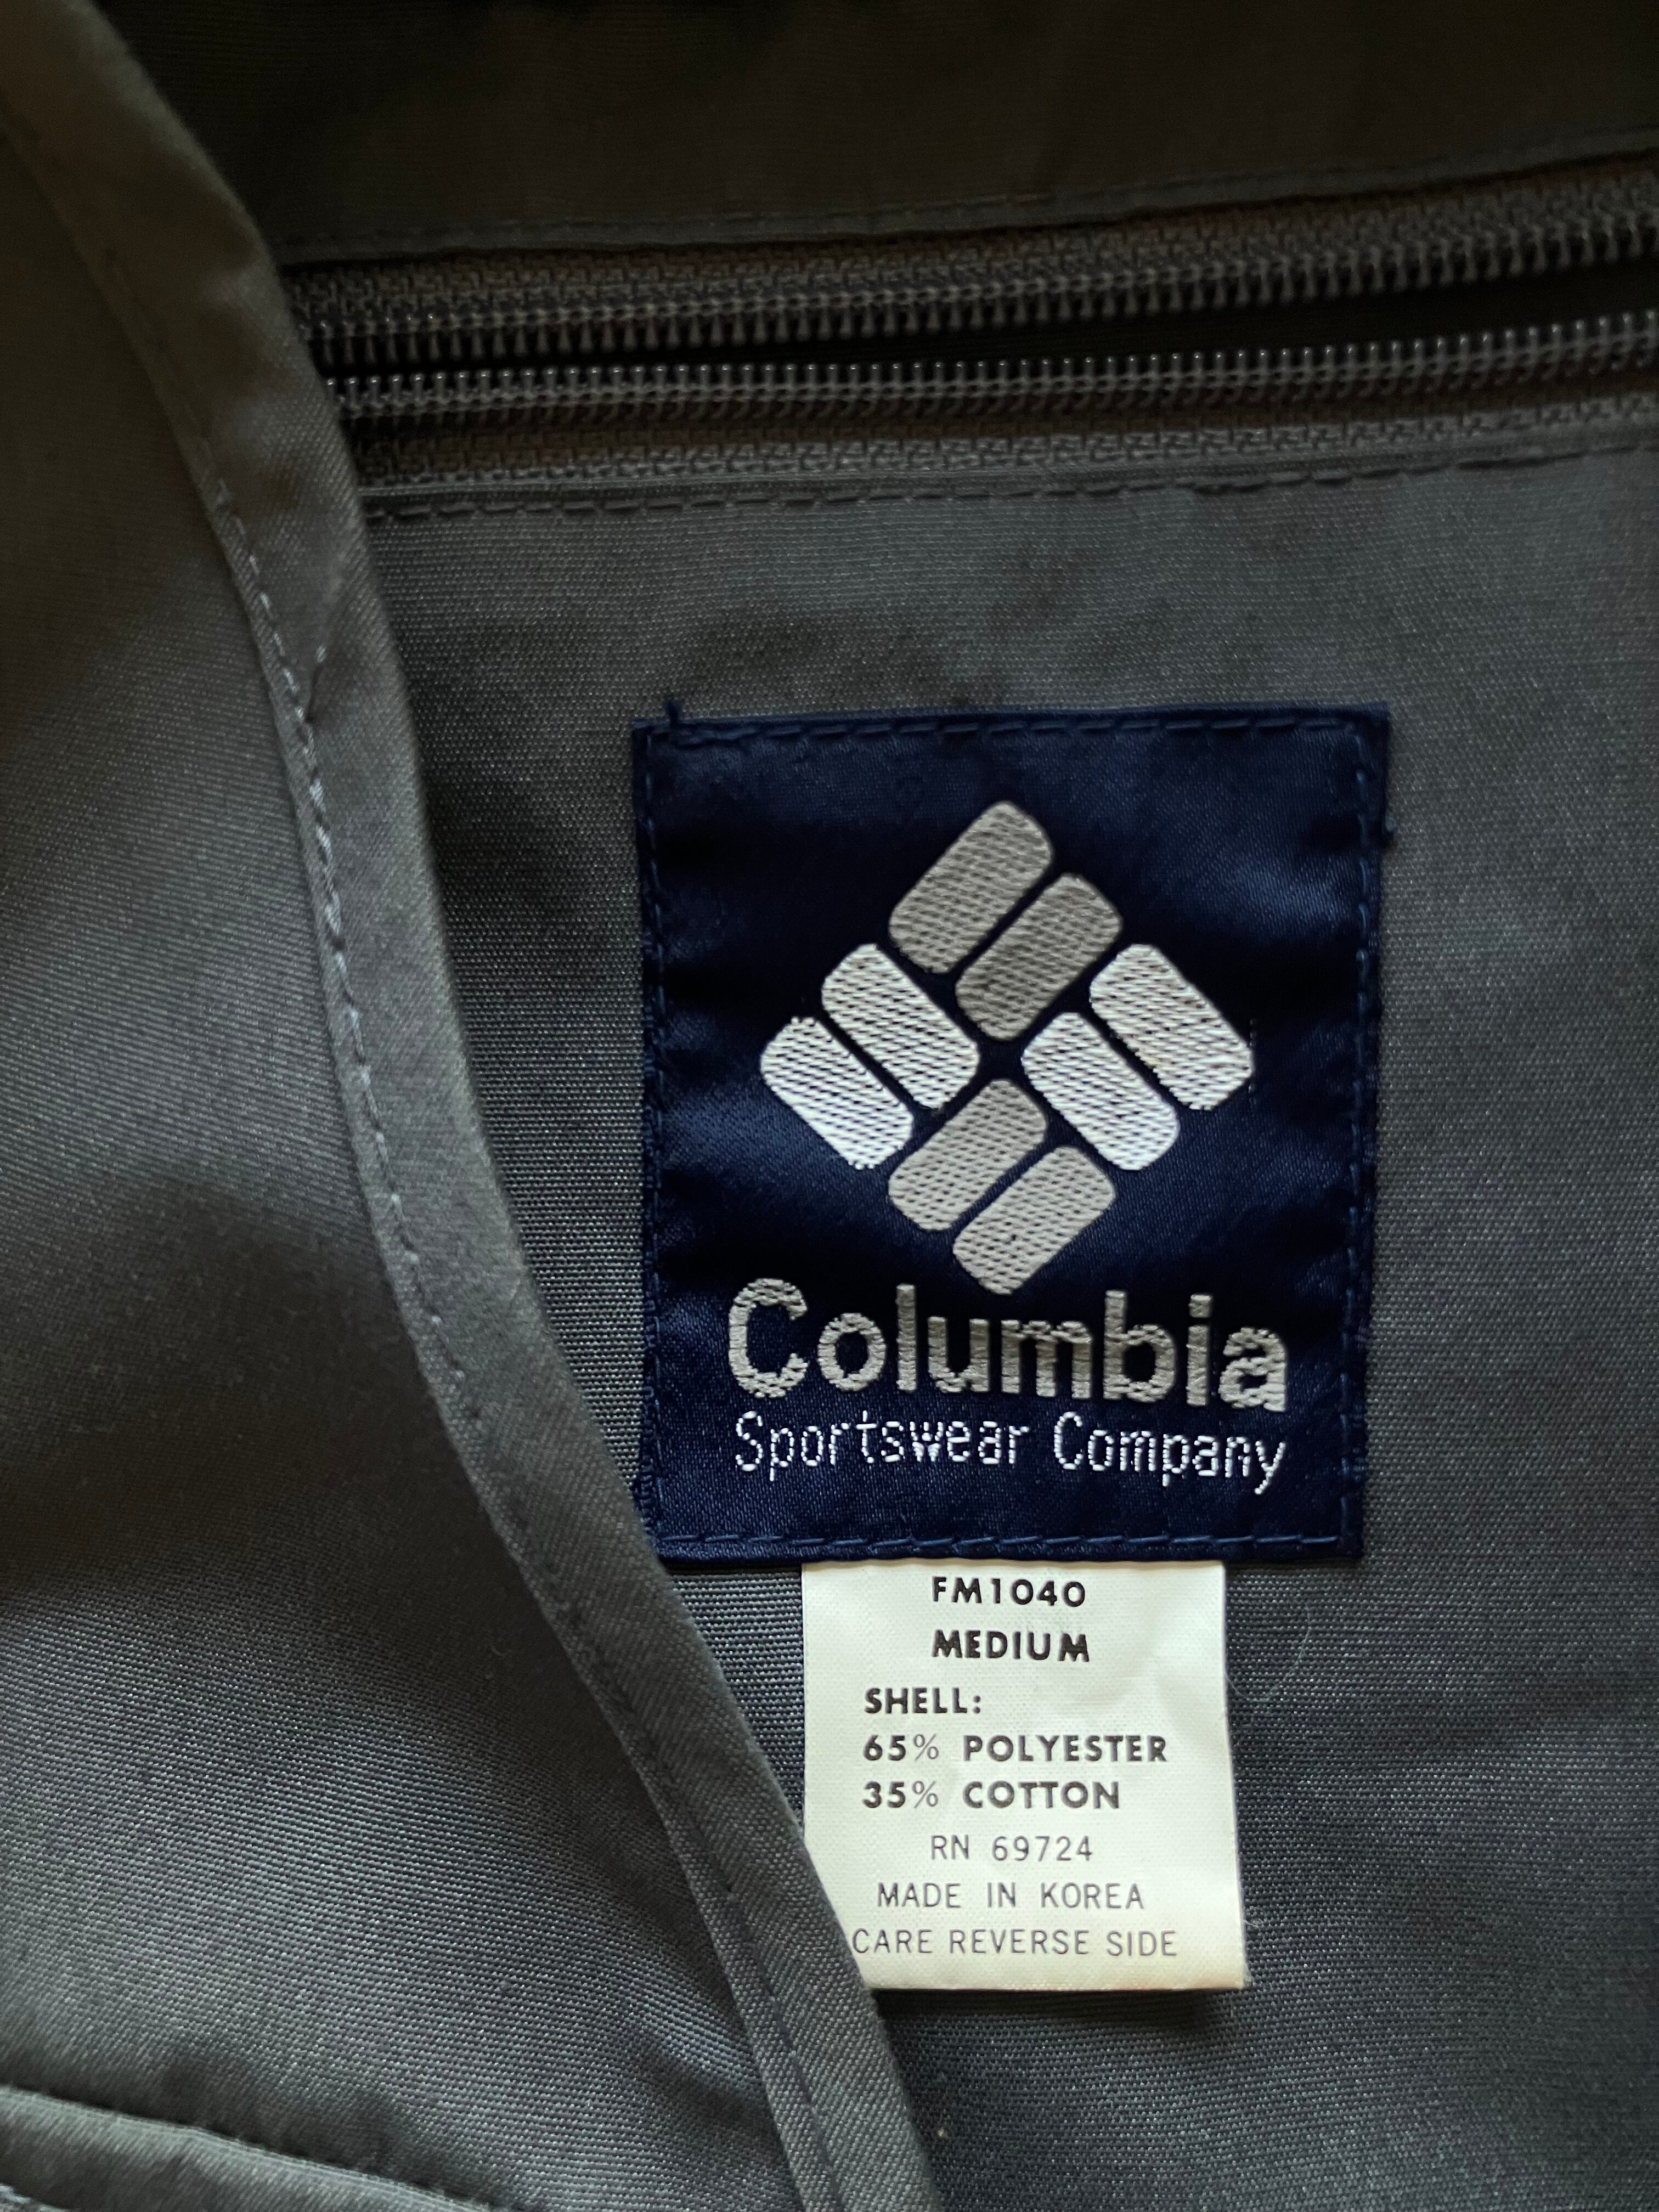 Columbia
Sportswear Company
FM1040
MEDIUM
SHELL:
65% POLYESTER
35% COTTON
RN 69724
MADE IN KOREA
CARE REVERSE SIDE